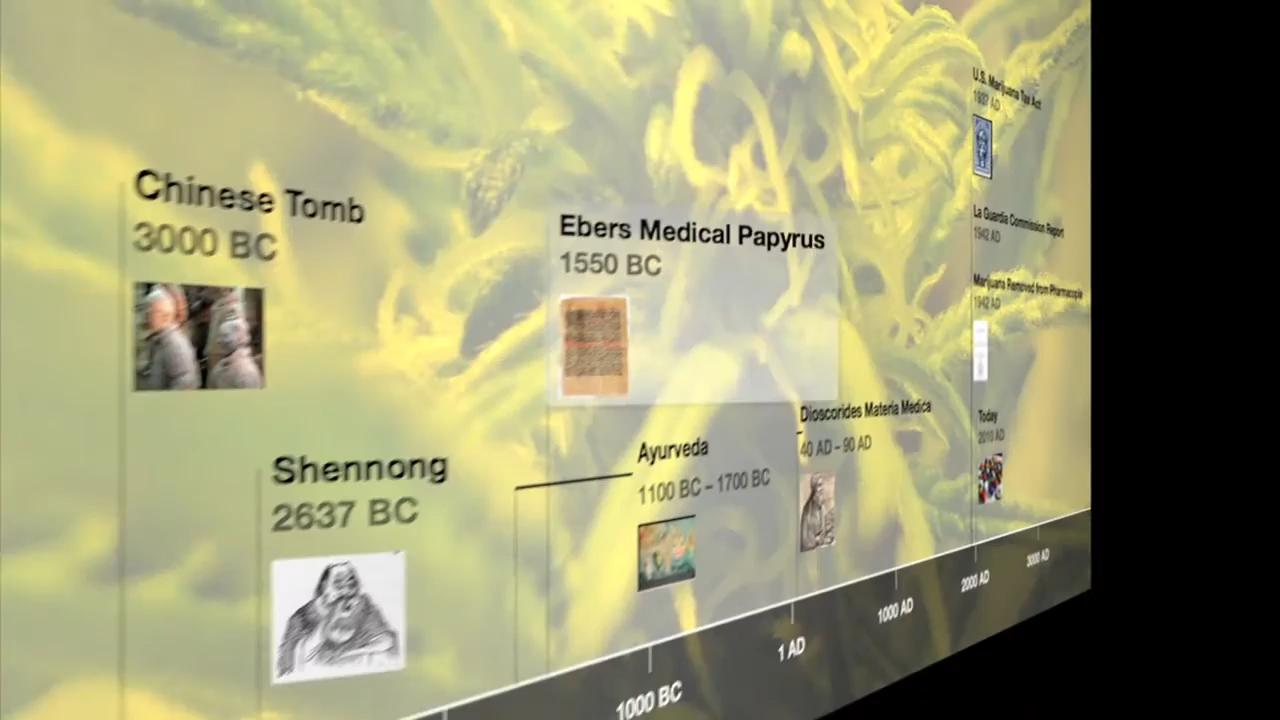 Chinese Tomb
3000 BC
Shennong
2637 BC
Ebers Medical Papyrus
1550 BC
Ayurveda
1100 BC – 1700 BC
Dioscorides Materia Medica
40 AD – 90 AD
U.S. Marijuana Tax Act
1937 AD
La Guardia Commission Report
1942 AD
Marijuana Removed from Pharmacopia
1942 AD
Today
2010 AD
1000 BC
1 AD
1000 AD
2000 AD
3000 AD